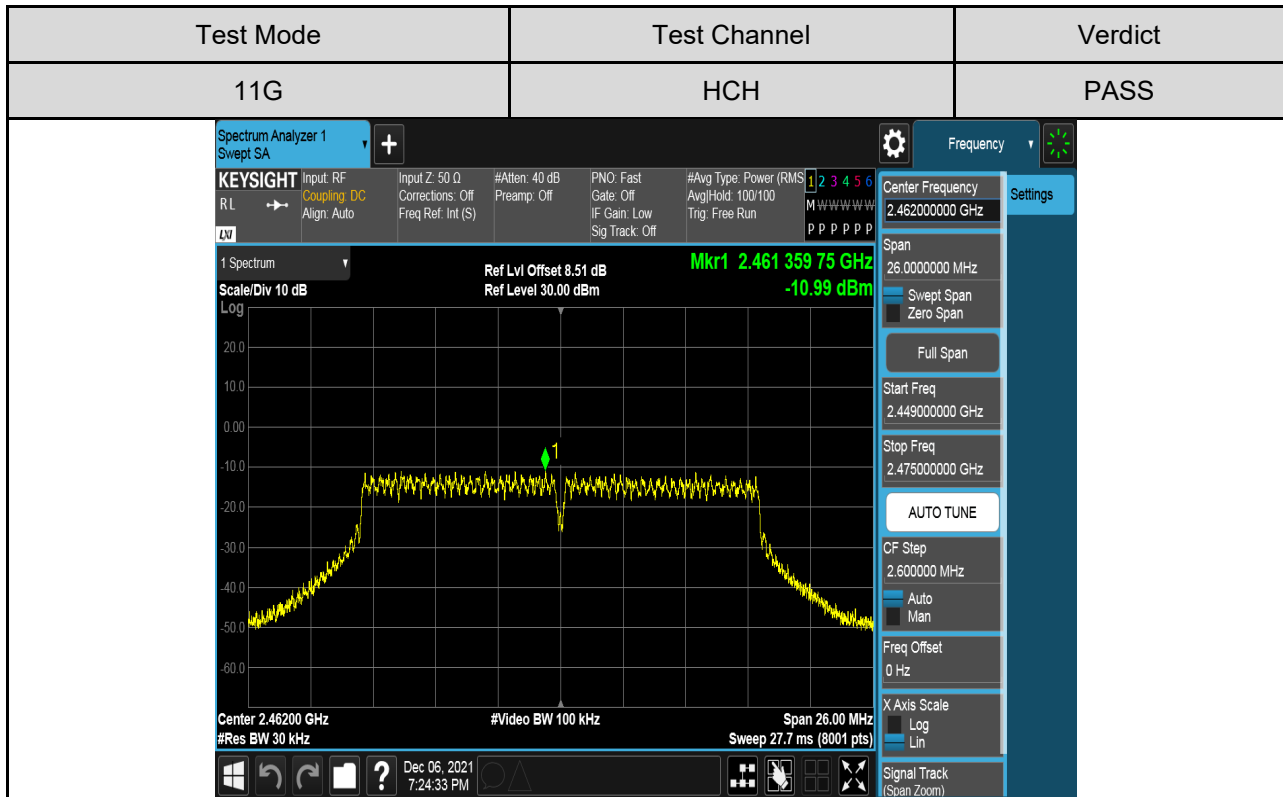 Test Mode Test Channel Verdict
11G HCH PASS
Spectrum Analyzer 1
Swept SA
+
Frequency
KEYSIGHT
RL
LXI
Input: RF
Coupling: DC
Align: Auto
Input Z: 50 Ω
Corrections: Off
Freq Ref: Int (S)
#Atten: 40 dB
Preamp: Off
PNO: Fast
Gate: Off
IF Gain: Low
Sig Track: Off
#Avg Type: Power (RMS
Avg|Hold: 100/100
Trig: Free Run
1 2 3 4 5 6
M W W W W W
P P P P P P
1 Spectrum
Scale/Div 10 dB
Ref Lvl Offset 8.51 dB
Ref Level 30.00 dBm
Mkr1 2.461 359 75 GHz
-10.99 dBm
Log
20.0
10.0
0.00
-10.0
-20.0
-30.0
-40.0
-50.0
-60.0
1
Center 2.46200 GHz
#Res BW 30 kHz
#Video BW 100 kHz
Span 26.00 MHz
Sweep 27.7 ms (8001 pts)
?
Dec 06, 2021
7:24:33 PM
Center Frequency
2.462000000 GHz
Span
26.0000000 MHz
Swept Span
Zero Span
Full Span
Start Freq
2.449000000 GHz
Stop Freq
2.475000000 GHz
AUTO TUNE
CF Step
2.600000 MHz
Auto
Man
Freq Offset
0 Hz
X Axis Scale
Log
Lin
Signal Track
(Span Zoom)
Settings